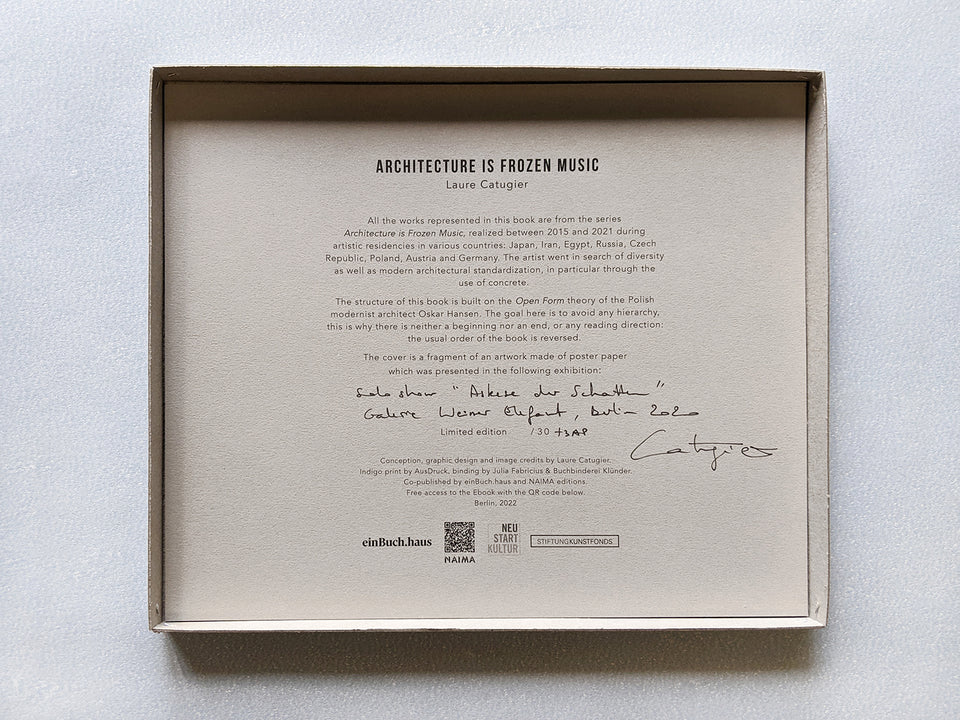 ARCHITECTURE IS FROZEN MUSIC
Laure Catugier
All the works represented in this book are from the series
Architecture is Frozen Music, realized between 2015 and 2021 during
artistic residencies in various countries: Japan, Iran, Egypt, Russia, Czech
Republic, Poland, Austria and Germany. The artist went in search of diversity
as well as modern architectural standardization, in particular through the
use of concrete.
The structure of this book is built on the Open Form theory of the Polish
modernist architect Oskar Hansen. The goal here is to avoid any hierarchy,
this is why there is neither a beginning nor an end, or any reading direction:
the usual order of the book is reversed.
The cover is a fragment of an artwork made of poster paper
which was presented in the following exhibition:
solo show "Askese der Schatten"
Galerie Weisser Elefant, Berlin 2020
Limited edition /30 +3AP
Catugier
Conception, graphic design and image credits by Laure Catugier.
Indigo print by AusDruck, binding by Julia Fabricius & Buchbinderei Klünder.
Co-published by einBuch.haus and NAIMA editions.
Free access to the Ebook with the QR code below.
Berlin, 2022
einBuch.haus
NAIMA
NEU
START
KULTUR
STIFTUNGKUNSTFONDS